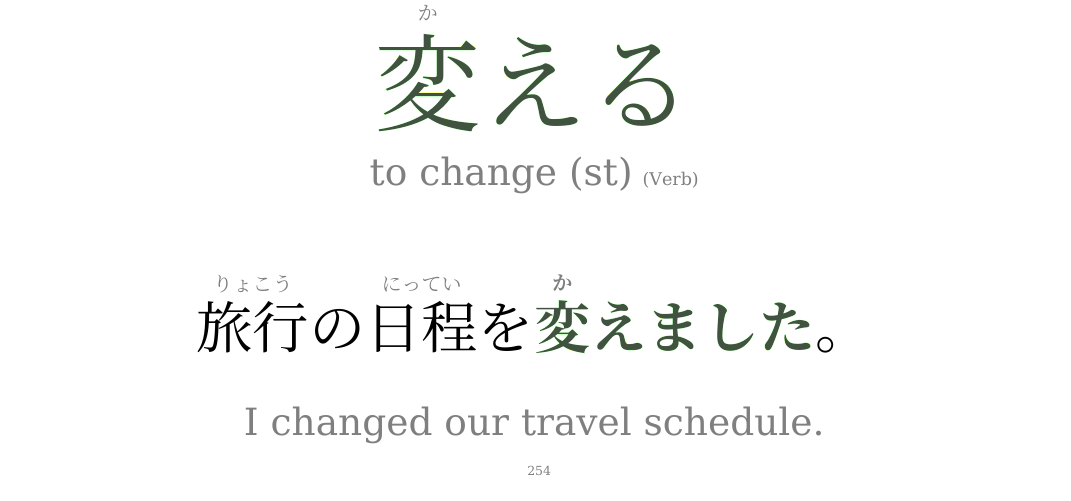 か
変える
to change (st) (Verb)
りょこう にってい か
旅行の日程を変えました。
I changed our travel schedule.
254